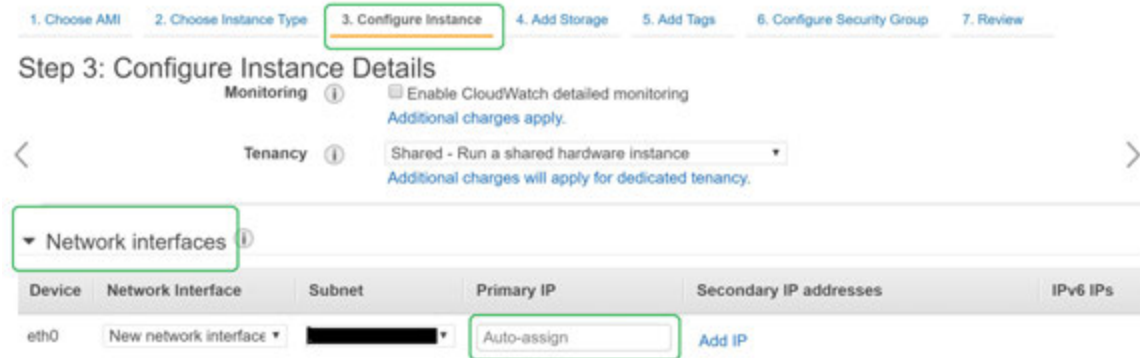 1. Choose AMI 2. Choose Instance Type 3. Configure Instance 4. Add Storage 5. Add Tags 6. Configure Security Group 7. Review
Step 3: Configure Instance Details
Monitoring Enable CloudWatch detailed monitoring
Additional charges apply.
Tenancy Shared - Run a shared hardware instance
Additional charges will apply for dedicated tenancy.
Network interfaces
Device Network Interface Subnet Primary IP Secondary IP addresses IPv6 IPs
eth0 New network interface Auto-assign Add IP